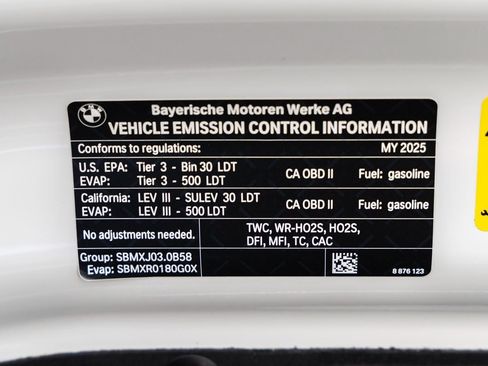 BMW
Bayerische Motoren Werke AG
VEHICLE EMISSION CONTROL INFORMATION
Conforms to regulations: MY 2025
U.S. EPA: Tier 3 - Bin 30 LDT CA OBD II Fuel: gasoline
EVAP: Tier 3 - 500 LDT
California: LEV III - SULEV 30 LDT CA OBD II Fuel: gasoline
EVAP: LEV III - 500 LDT
No adjustments needed. TWC, WR-HO2S, HO2S,
DFI, MFI, TC, CAC
Group: SBMXJ03.0B58
Evap: SBMXR0180G0X
8 876 123